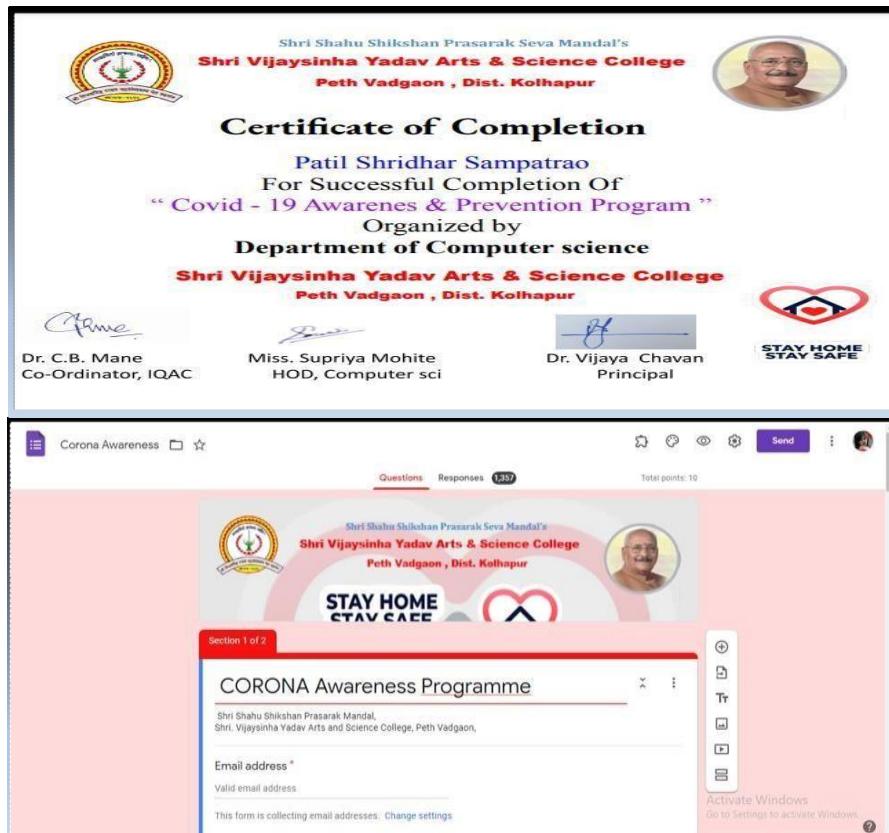 Shri Shahu Shikshan Prasarak Seva Mandal's
Shri Vijaysinha Yadav Arts & Science College
Peth Vadgaon , Dist. Kolhapur
Certificate of Completion
Patil Shridhar Sampatrao
For Successful Completion Of
“ Covid - 19 Awarenes & Prevention Program ”
Organized by
Department of Computer science
Shri Vijaysinha Yadav Arts & Science College
Peth Vadgaon , Dist. Kolhapur
STAY HOME
STAY SAFE
Dr. C.B. Mane
Co-Ordinator, IQAC
Miss. Supriya Mohite
HOD, Computer sci
Dr. Vijaya Chavan
Principal
Corona Awareness
Send
Questions Responses 1,357
Total points: 10
Shri Shahu Shikshan Prasarak Seva Mandal's
Shri Vijaysinha Yadav Arts & Science College
Peth Vadgaon , Dist. Kolhapur
STAY HOME
STAY SAFE
Section 1 of 2
CORONA Awareness Programme
Shri Shahu Shikshan Prasarak Mandal,
Shri. Vijaysinha Yadav Arts and Science College, Peth Vadgaon,
Email address *
Valid email address
This form is collecting email addresses. Change settings
Tт
Activate Windows
Go to Settings to activate Windows.